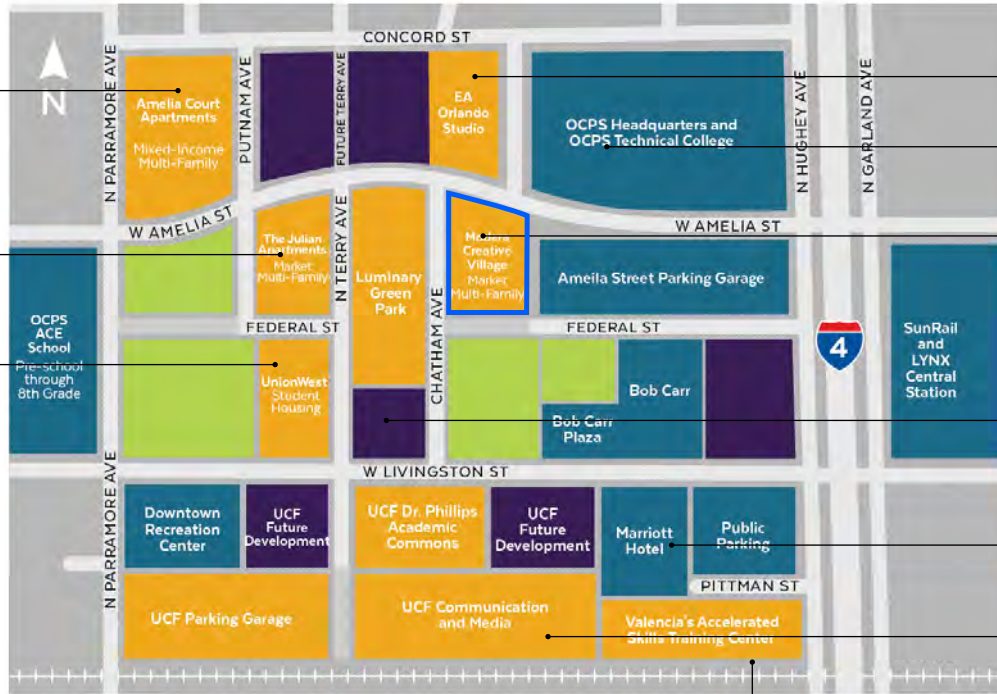 CONCORD ST
N PARRAMORE AVE
PUTNAM AVE
FUTURE TERRY AVE
N HUGHEY AVE
N GARLAND AVE
N
Amelia Court
Apartments
Mixed-Income
Multi-Family
EA
Orlando
Studio
OCPS Headquarters and
OCPS Technical College
W AMELIA ST
W AMELIA ST
The Julian
Apartments
Market
Multi-Family
N TERRY AVE
Luminary
Green
Park
CHATHAM AVE
Modera
Creative
Village
Market
Multi-Family
Ameila Street Parking Garage
OCPS
ACE
School
Pre-school
through
8th Grade
FEDERAL ST
FEDERAL ST
4
SunRail
and
LYNX
Central
Station
UnionWest
Student
Housing
Bob Carr
Bob Carr
Plaza
W LIVINGSTON ST
N PARRAMORE AVE
Downtown
Recreation
Center
UCF
Future
Development
UCF Dr. Phillips
Academic
Commons
UCF
Future
Development
Marriott
Hotel
Public
Parking
PITTMAN ST
UCF Parking Garage
UCF Communication
and Media
Valencia's Accelerated
Skills Training Center